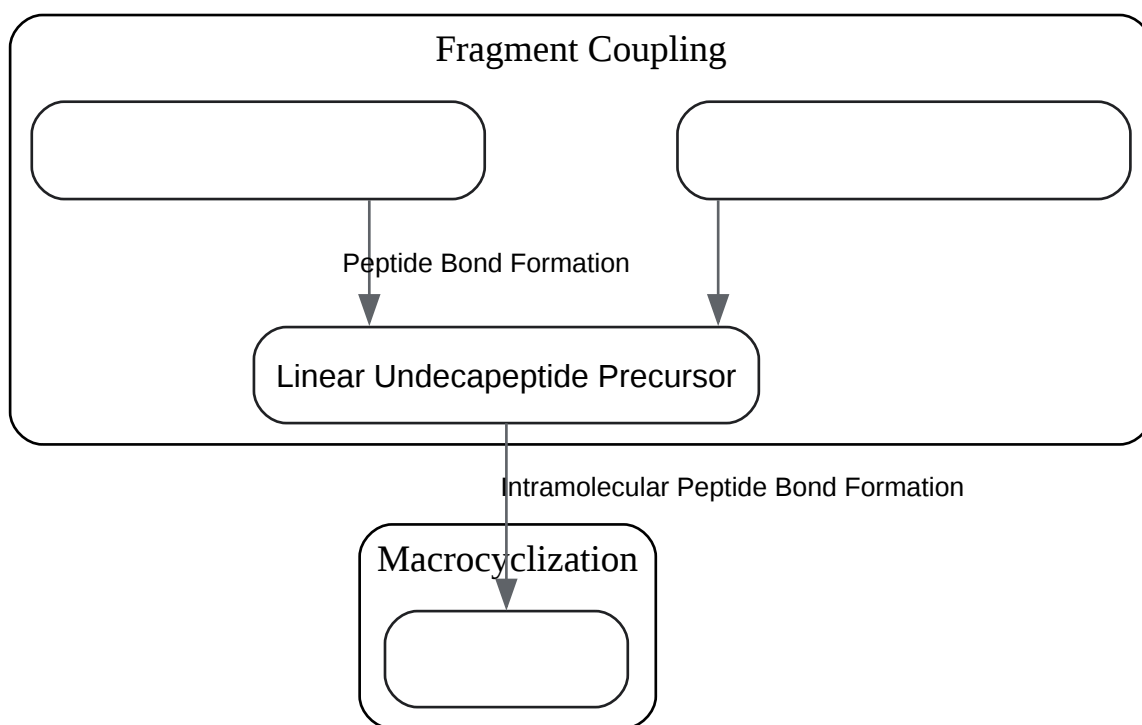 Fragment Coupling
Peptide Bond Formation
Linear Undecapeptide Precursor
Intramolecular Peptide Bond Formation
Macrocyclization